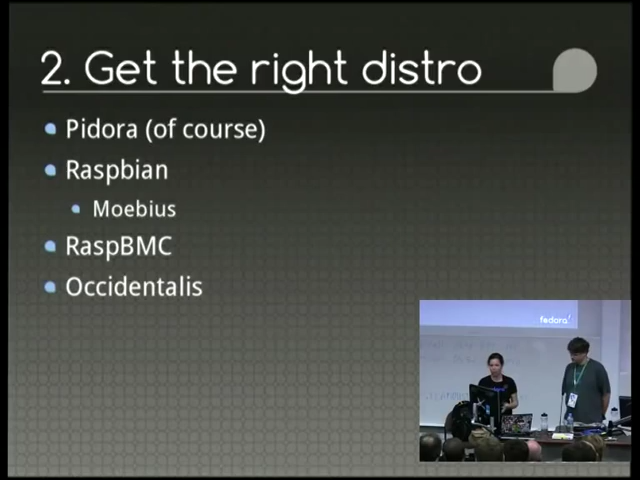 2. Get the right distro
Pidora (of course)
Raspbian
Moebius
RaspBMC
Occidentalis
fedora